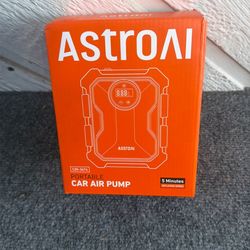 ASTROAI
ASTROAI
PORTABLE
CAR AIR PUMP
5 Minutes